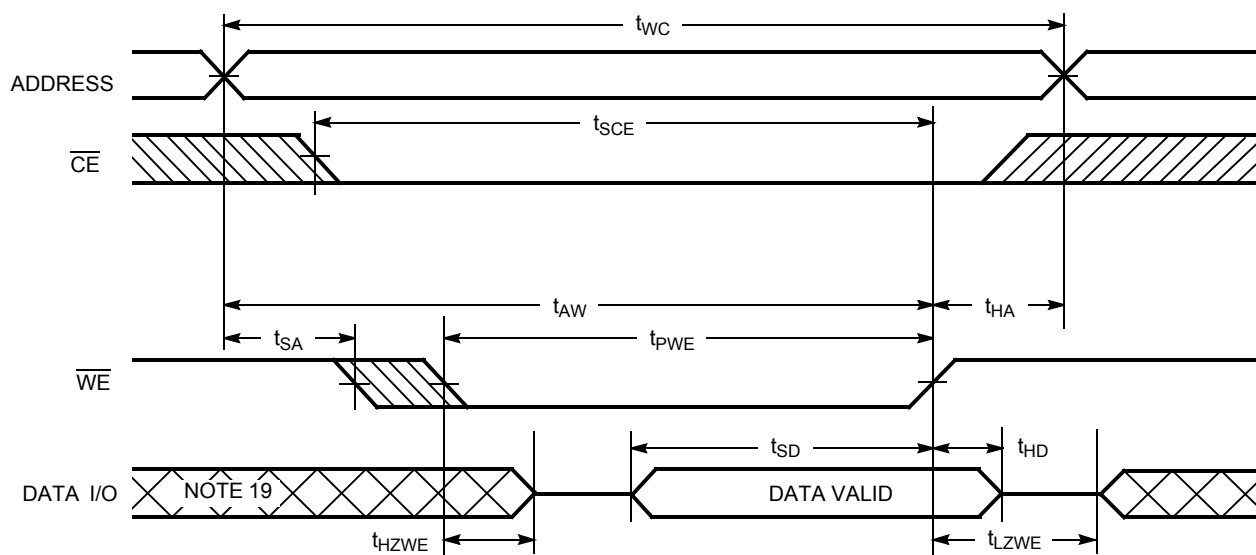 tWC
ADDRESS
tSCE
CE
tAW
tHA
tSA
tPWE
WE
tSD
tHD
DATA I/O
NOTE 19
DATA VALID
tHZWE
tLZWE